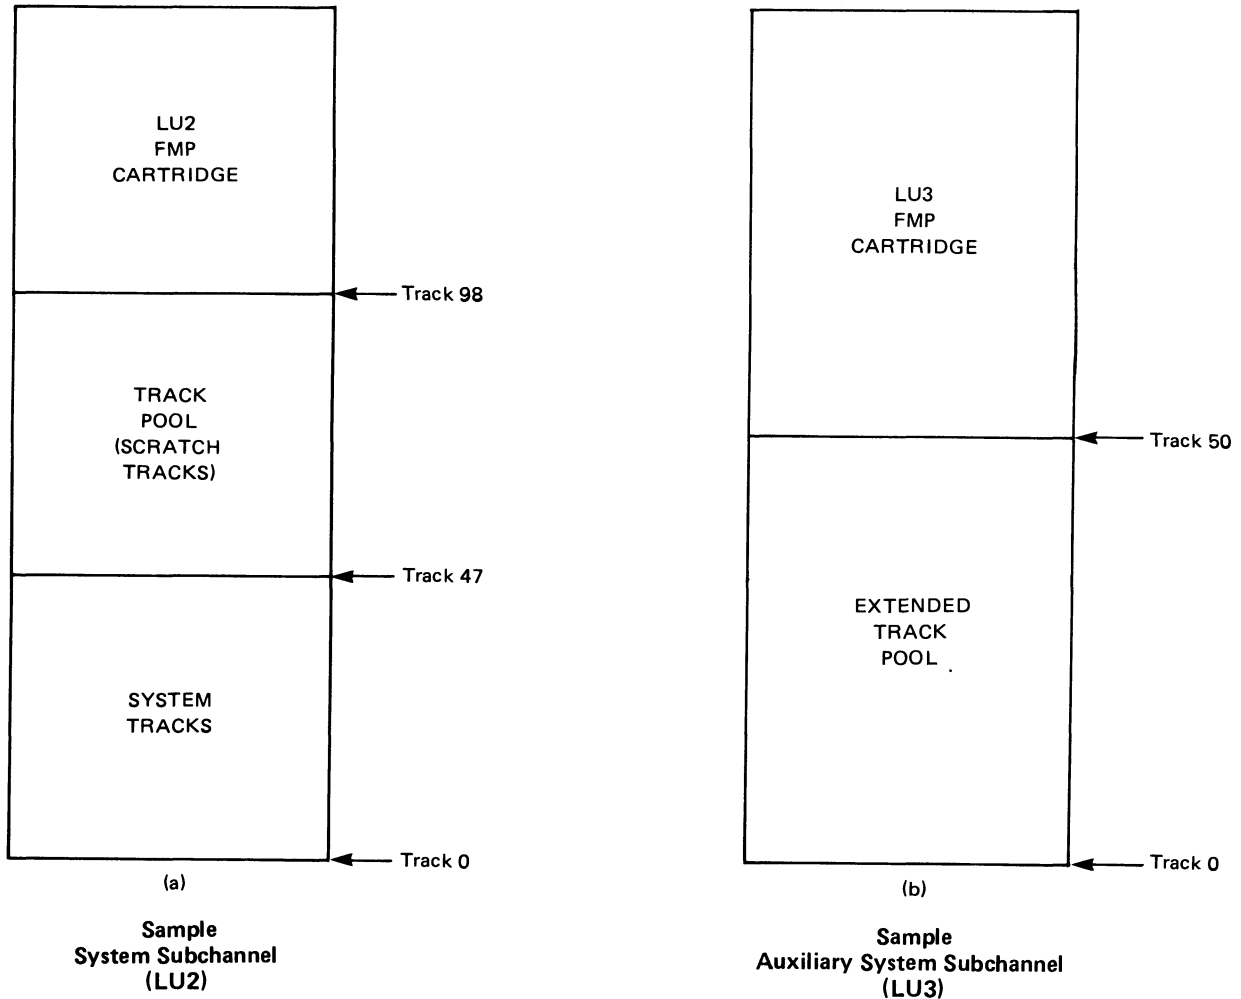 LU2
FMP
CARTRIDGE
Track 98
TRACK
POOL
(SCRATCH
TRACKS)
Track 47
SYSTEM
TRACKS
Track 0
(a)
Sample
System Subchannel
(LU2)
LU3
FMP
CARTRIDGE
Track 50
EXTENDED
TRACK
POOL
Track 0
(b)
Sample
Auxiliary System Subchannel
(LU3)